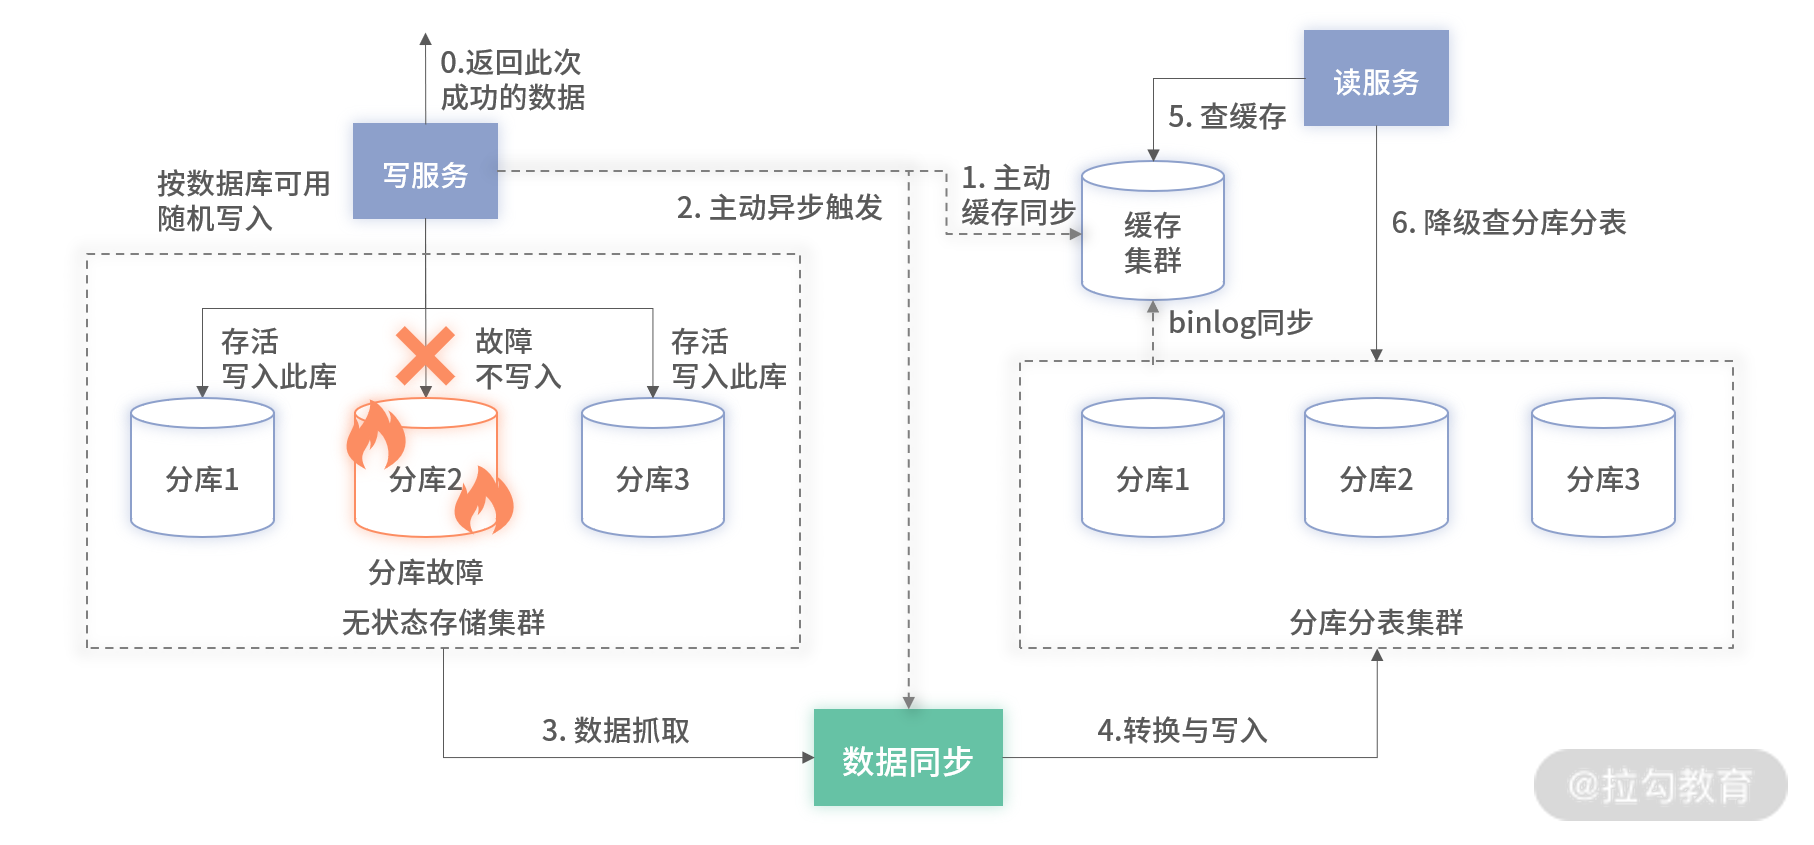 0.返回此次
成功的数据
写服务
按数据库可用
随机写入
2. 主动异步触发
1. 主动
缓存同步
读服务
5. 查缓存
缓存
集群
6. 降级查分库分表
binlog同步
存活
写入此库
故障
不写入
存活
写入此库
分库1
分库2
分库3
分库故障
无状态存储集群
分库1
分库2
分库3
分库分表集群
3. 数据抓取
数据同步
4.转换与写入
@拉勾教育